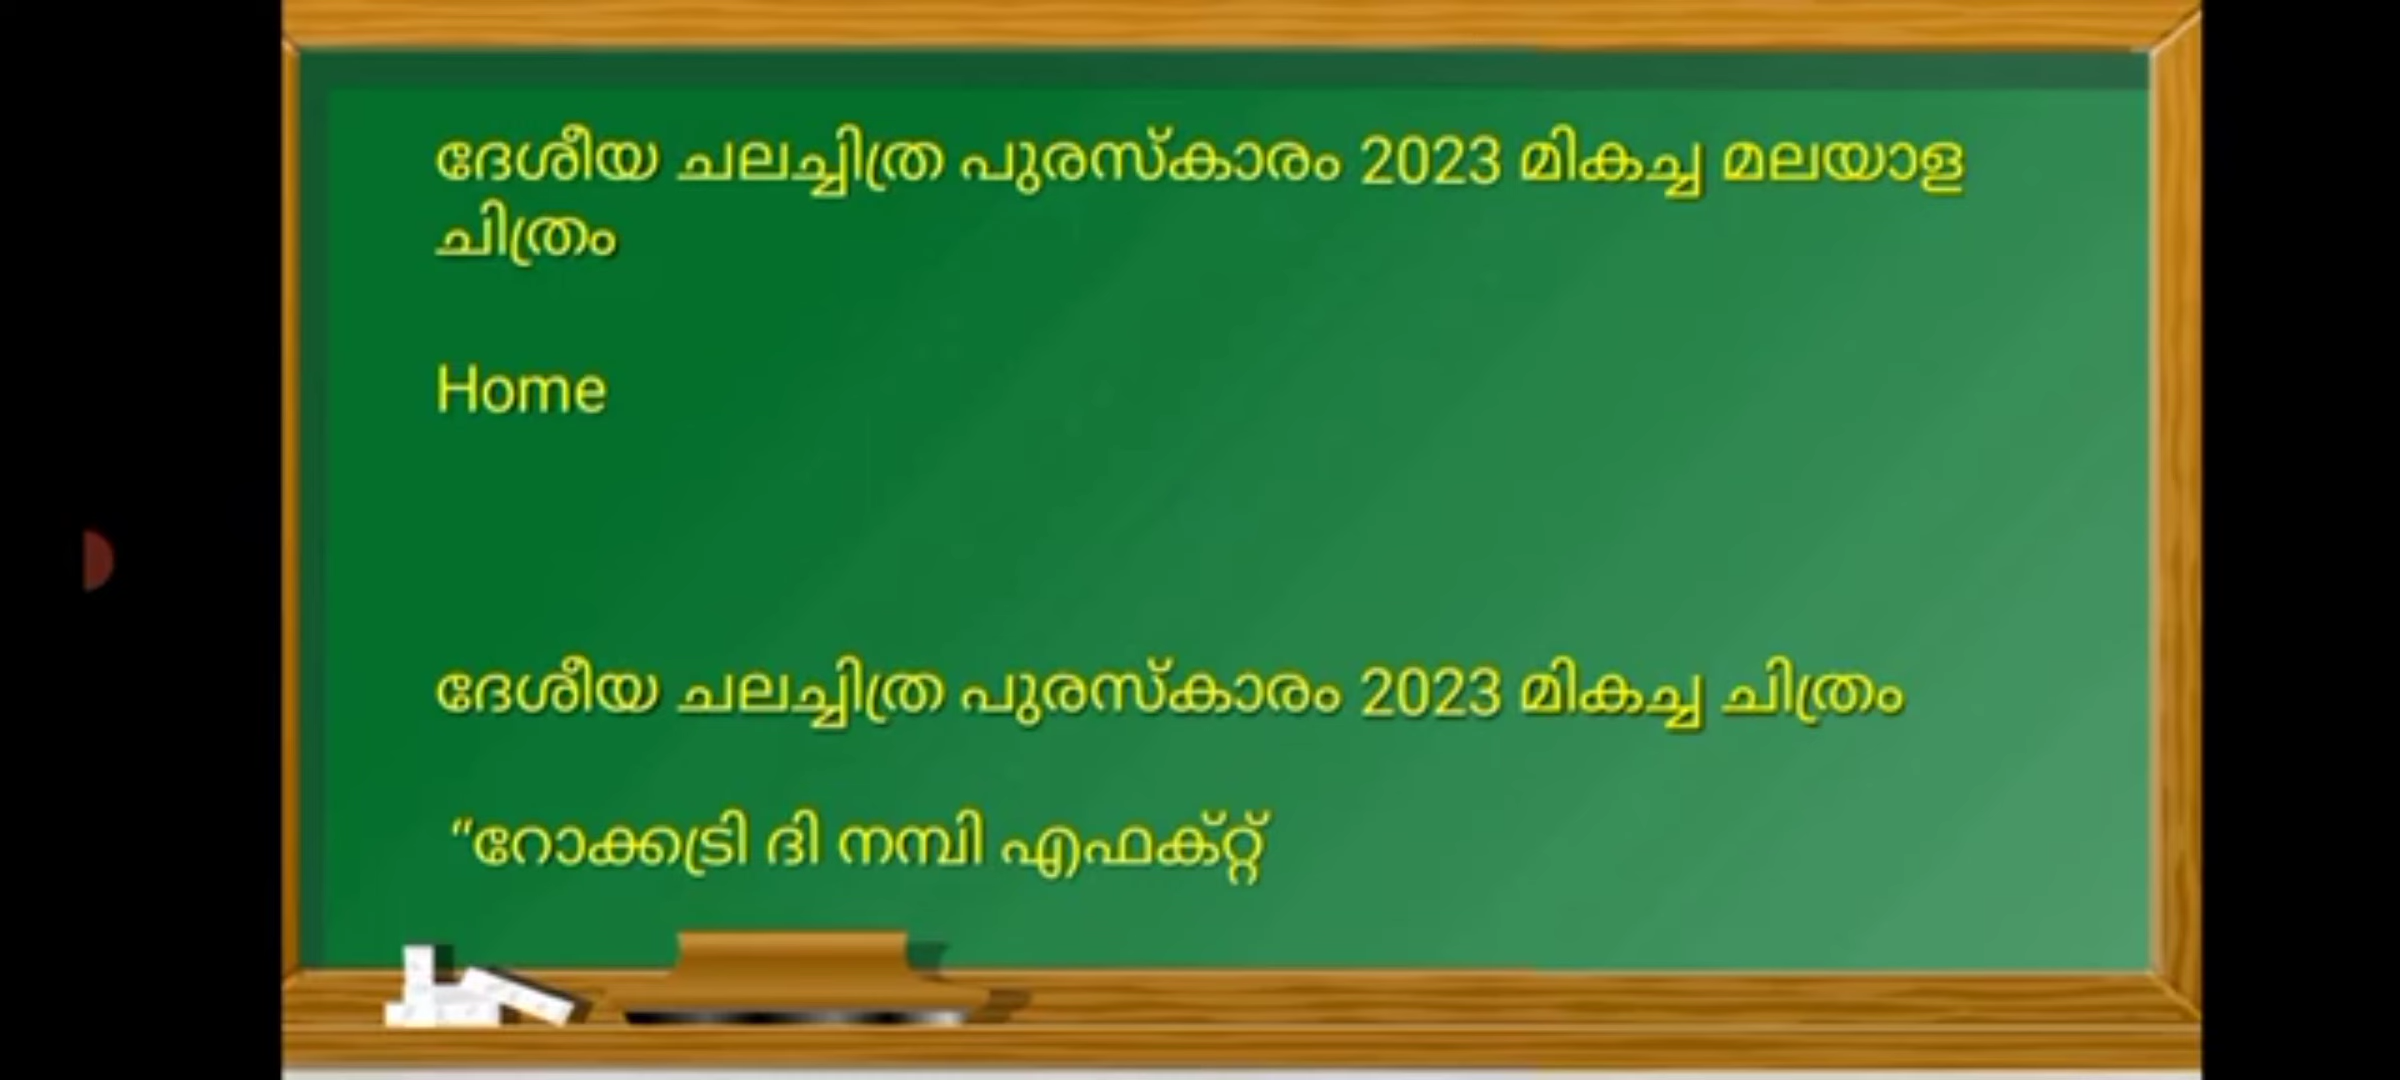 ദേശീയ ചലച്ചിത്ര പുരസ്കാരം 2023 മികച്ച മലയാള
ചിത്രം
Home
ദേശീയ ചലച്ചിത്ര പുരസ്കാരം 2023 മികച്ച ചിത്രം
“റോക്കട്രി ദി നമ്പി എഫക്റ്റ്